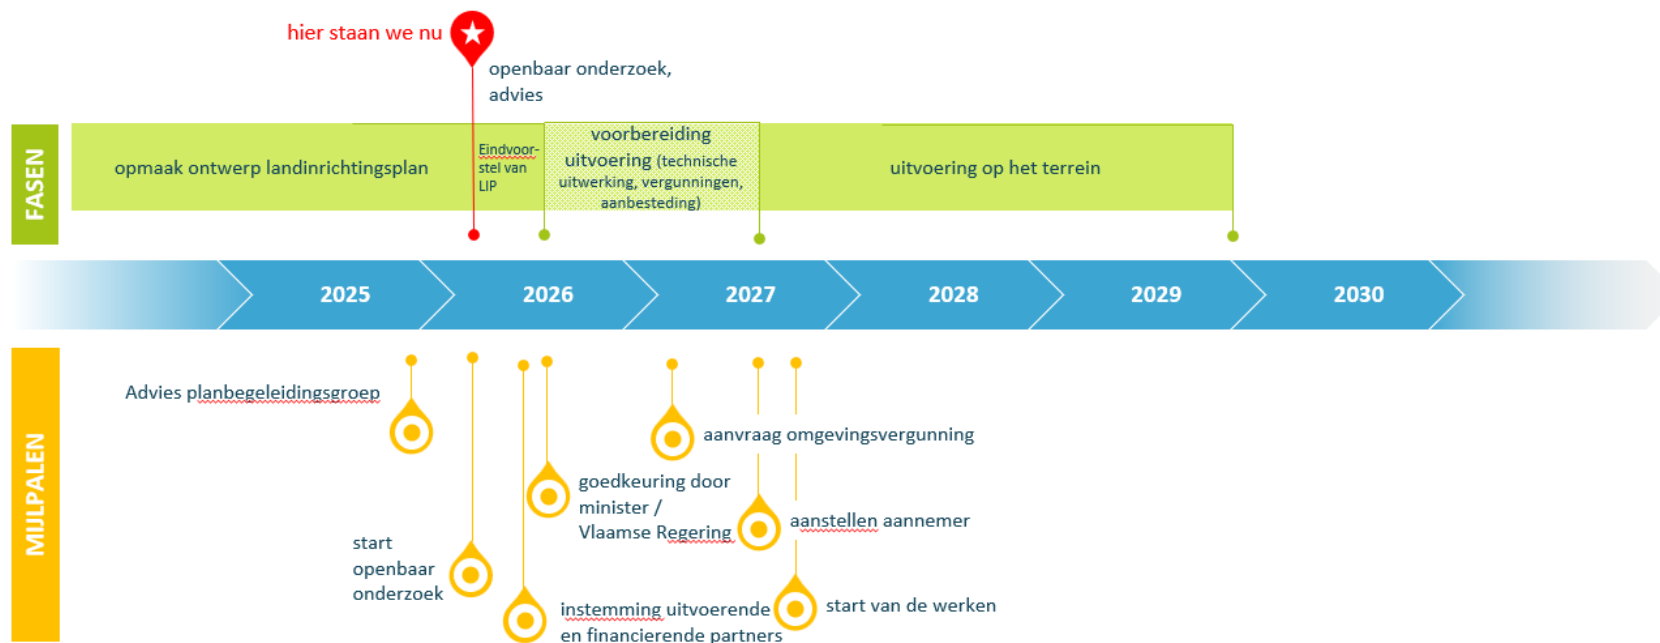 hier staan we nu
openbaar onderzoek,
advies
FASEN
opmaak ontwerp landinrichtingsplan
Eindvoor-
stel van
LIP
voorbereiding
uitvoering (technische
uitwerking, vergunningen,
aanbesteding)
uitvoering op het terrein
2025
2026
2027
2028
2029
2030
MIJLPALEN
Advies planbegeleidingsgroep
aanvraag omgevingsvergunning
goedkeuring door
minister /
Vlaamse Regering
aanstellen aannemer
start
openbaar
onderzoek
instemming uitvoerende
en financierende partners
start van de werken